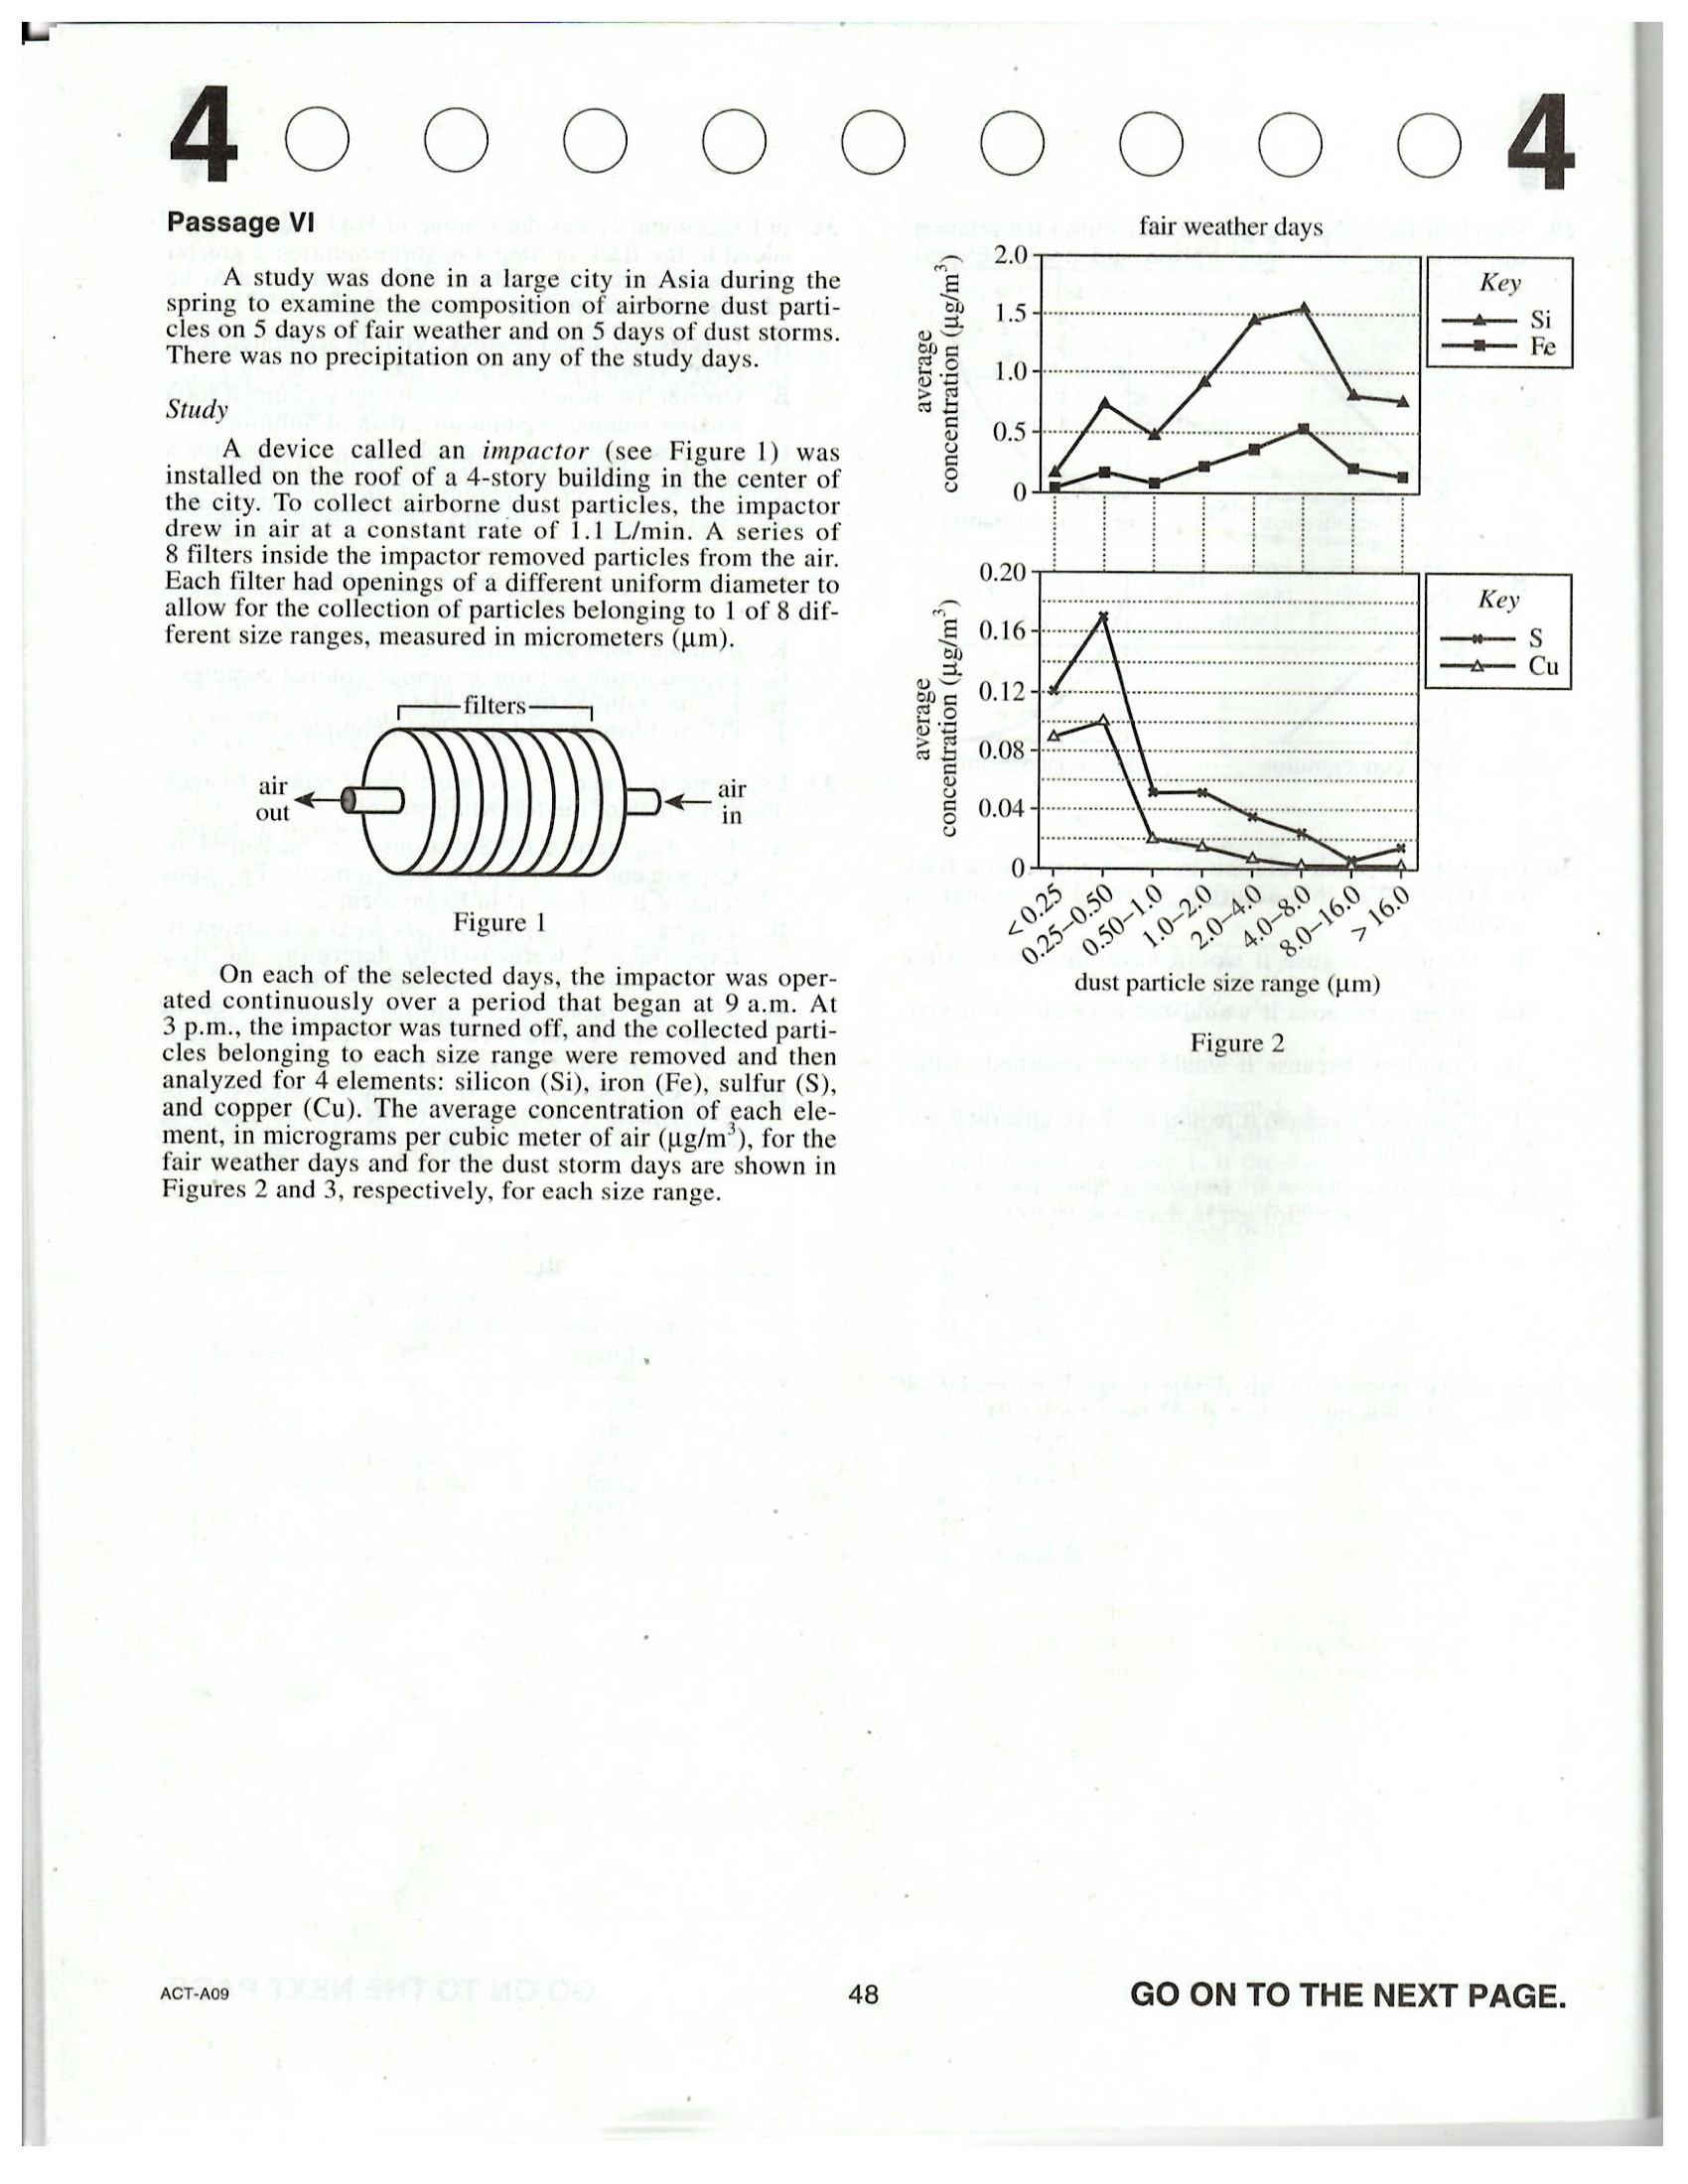 4 4
Passage VI
A study was done in a large city in Asia during the
spring to examine the composition of airborne dust parti-
cles on 5 days of fair weather and on 5 days of dust storms.
There was no precipitation on any of the study days.
Study
A device called an impactor (see Figure 1) was
installed on the roof of a 4-story building in the center of
the city. To collect airborne dust particles, the impactor
drew in air at a constant rate of 1.1 L/min. A series of
8 filters inside the impactor removed particles from the air.
Each filter had openings of a different uniform diameter to
allow for the collection of particles belonging to 1 of 8 dif-
ferent size ranges, measured in micrometers (μm).
filters
air
out
air
in
Figure 1
On each of the selected days, the impactor was oper-
ated continuously over a period that began at 9 a.m. At
3 p.m., the impactor was turned off, and the collected parti-
cles belonging to each size range were removed and then
analyzed for 4 elements: silicon (Si), iron (Fe), sulfur (S),
and copper (Cu). The average concentration of each ele-
ment, in micrograms per cubic meter of air (μg/m³), for the
fair weather days and for the dust storm days are shown in
Figures 2 and 3, respectively, for each size range.
fair weather days
average
concentration (μg/m³)
2.0
1.5
1.0
0.5
0
Key
Si
Fe
average
concentration (μg/m³)
0.20
0.16
0.12
0.08
0.04
0
Key
S
Cu
< 0.25
0.25–0.50
0.50–1.0
1.0–2.0
2.0–4.0
4.0–8.0
8.0–16.0
> 16.0
dust particle size range (μm)
Figure 2
ACT-A09 48 GO ON TO THE NEXT PAGE.